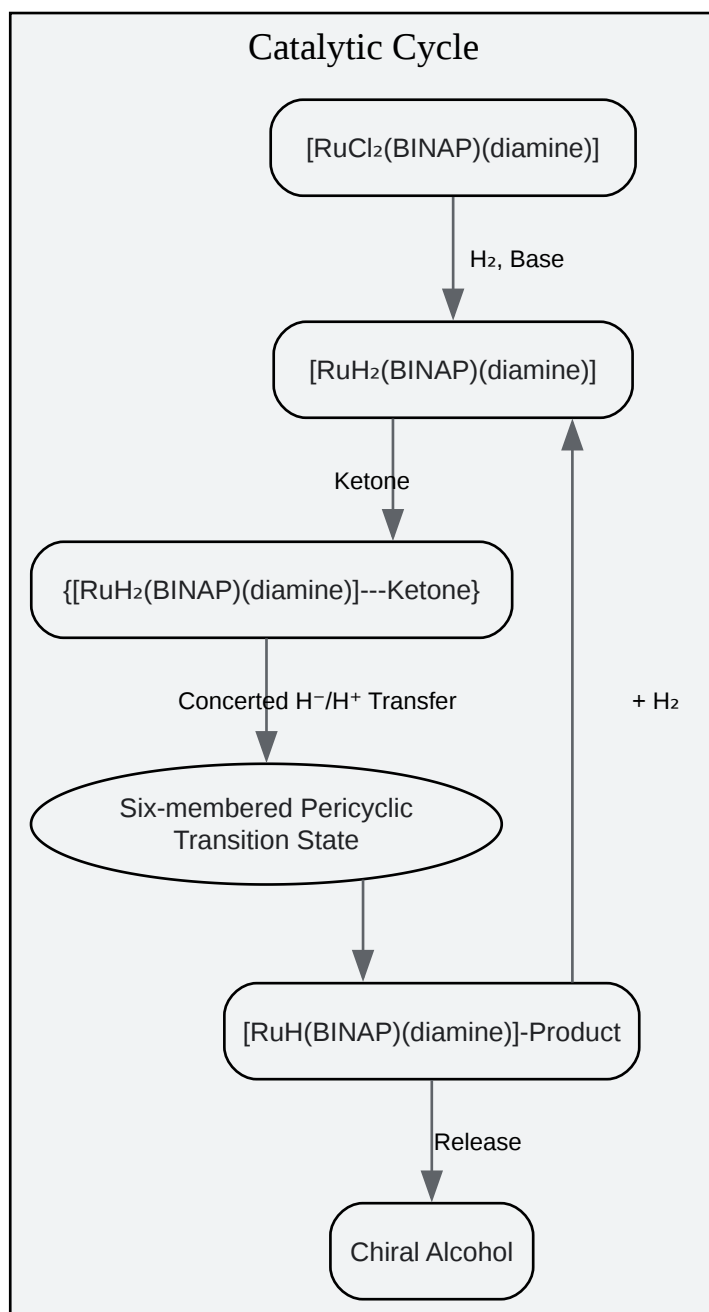 Catalytic Cycle
[RuCl₂(BINAP)(diamine)]
H₂, Base
[RuH₂(BINAP)(diamine)]
Ketone
{[RuH₂(BINAP)(diamine)]---Ketone}
Concerted H⁻/H⁺ Transfer
+ H₂
Six-membered Pericyclic
Transition State
[RuH(BINAP)(diamine)]-Product
Release
Chiral Alcohol